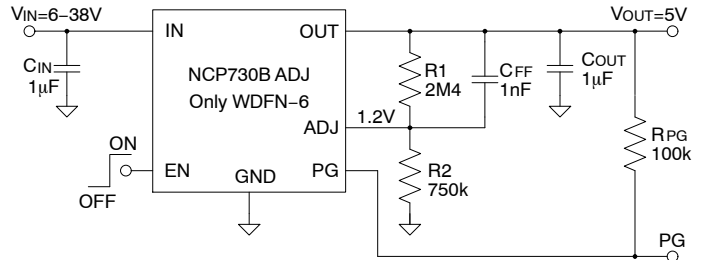 VIN=6–38V
VOUT=5V
IN
OUT
CIN
1µF
NCP730B ADJ
Only WDFN–6
R1
2M4
CFF
1nF
COUT
1µF
ADJ
1.2V
RPG
100k
ON
OFF
EN
GND
PG
R2
750k
PG